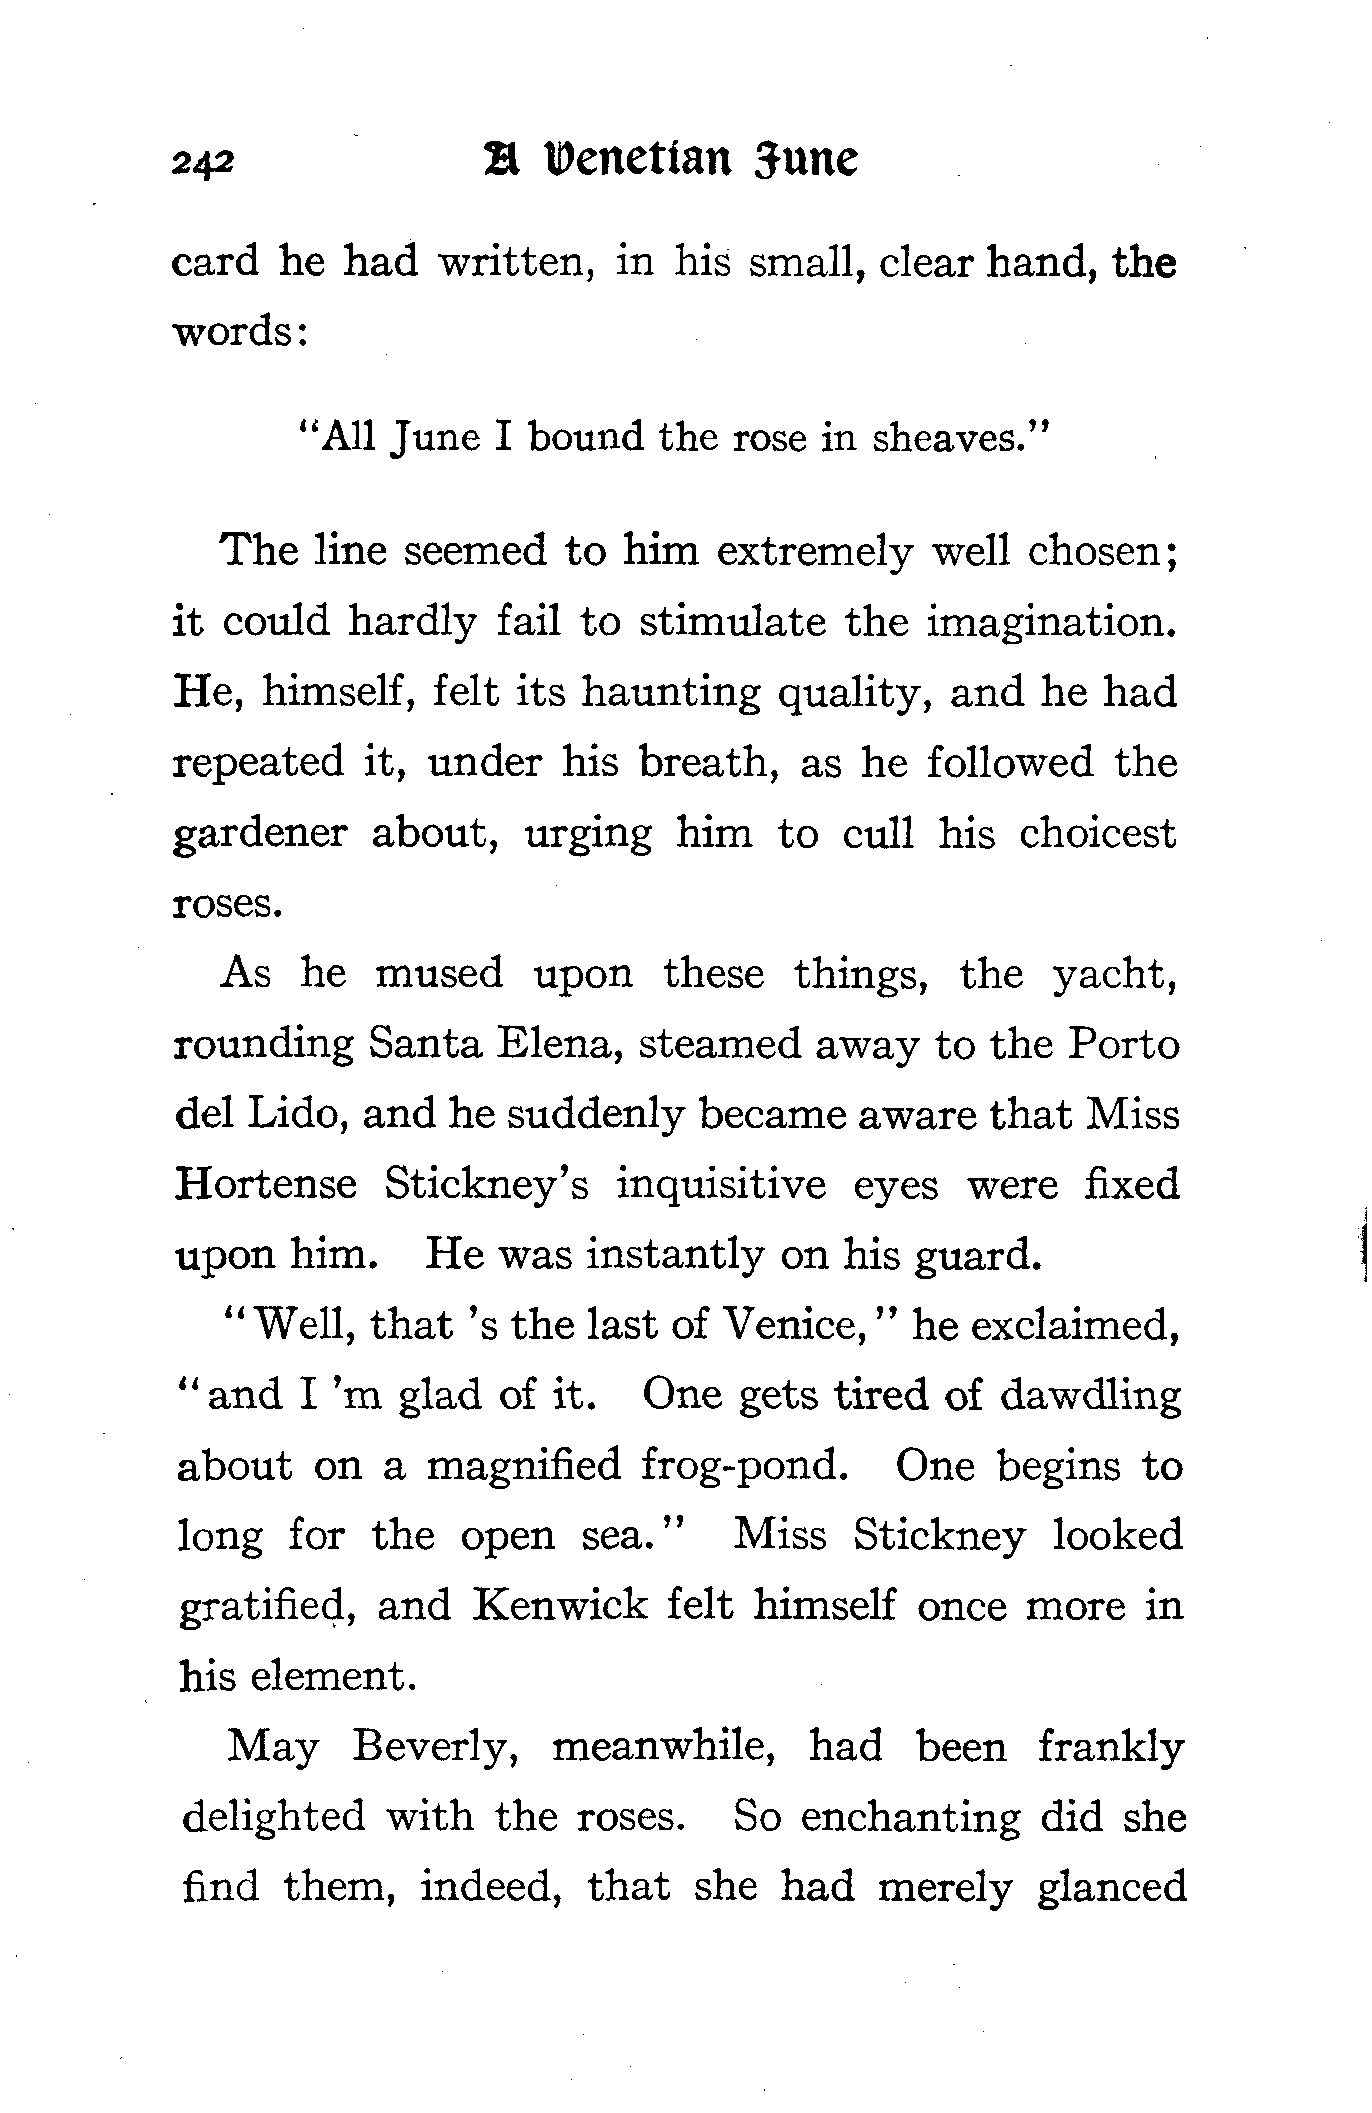 242 A Venetian June
card he had written, in his small, clear hand, the
words:
"All June I bound the rose in sheaves."
The line seemed to him extremely well chosen;
it could hardly fail to stimulate the imagination.
He, himself, felt its haunting quality, and he had
repeated it, under his breath, as he followed the
gardener about, urging him to cull his choicest
roses.
As he mused upon these things, the yacht,
rounding Santa Elena, steamed away to the Porto
del Lido, and he suddenly became aware that Miss
Hortense Stickney's inquisitive eyes were fixed
upon him. He was instantly on his guard.
"Well, that 's the last of Venice," he exclaimed,
"and I 'm glad of it. One gets tired of dawdling
about on a magnified frog-pond. One begins to
long for the open sea." Miss Stickney looked
gratified, and Kenwick felt himself once more in
his element.
May Beverly, meanwhile, had been frankly
delighted with the roses. So enchanting did she
find them, indeed, that she had merely glanced